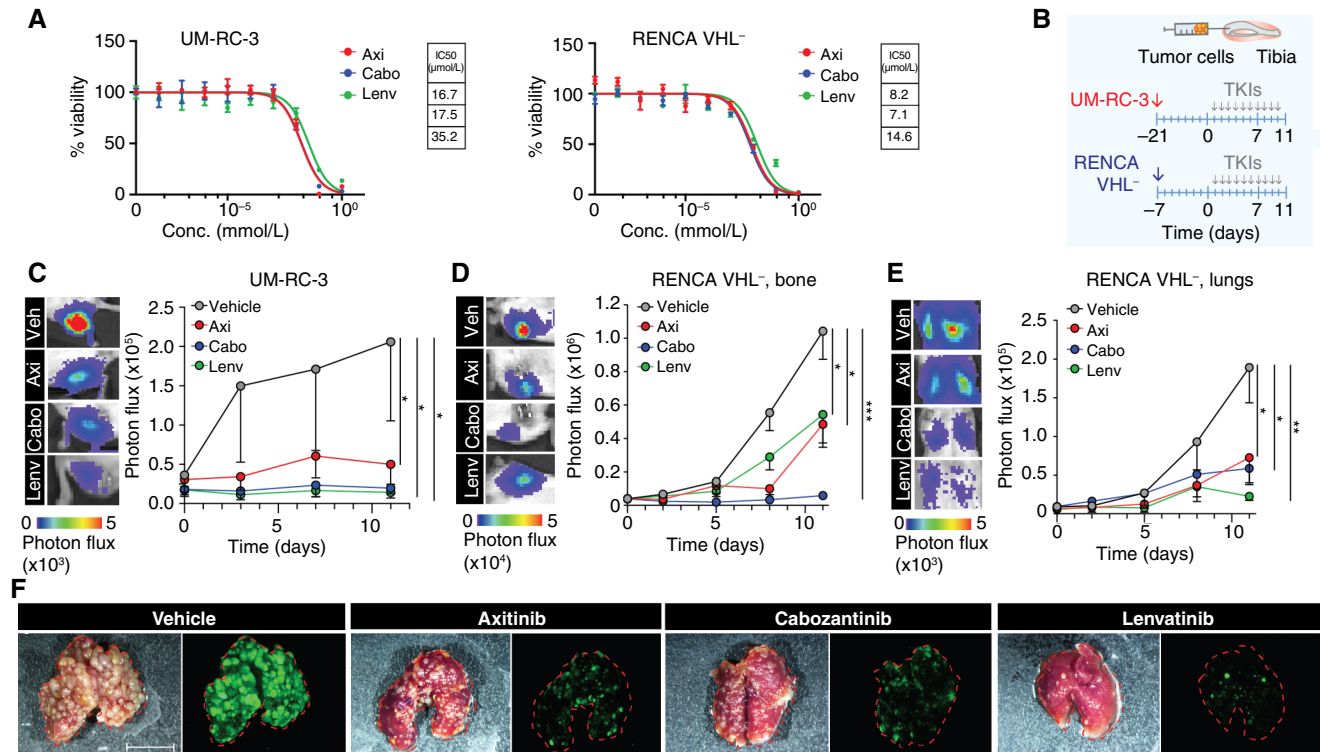 A
UM-RC-3
150
100
50
0
% viability
0
10⁻⁵
10⁰
Conc. (mmol/L)
Axi
Cabo
Lenv
IC50
(μmol/L)
16.7
17.5
35.2
RENCA VHL⁻
150
100
50
0
% viability
0
10⁻⁵
10⁰
Conc. (mmol/L)
Axi
Cabo
Lenv
IC50
(μmol/L)
8.2
7.1
14.6
B
Tumor cells
Tibia
UM-RC-3
TKIs
–21
0
7
11
RENCA
VHL⁻
TKIs
–7
0
7
11
Time (days)
C
UM-RC-3
Veh
Axi
Cabo
Lenv
0
5
Photon flux
(x10³)
Photon flux (x10⁵)
2.5
2.0
1.5
1.0
0.5
0.0
Vehicle
Axi
Cabo
Lenv
*
*
*
0
5
10
Time (days)
D
RENCA VHL⁻, bone
Veh
Axi
Cabo
Lenv
0
5
Photon flux
(x10⁴)
Photon flux (x10⁶)
1.2
1.0
0.8
0.6
0.4
0.2
0
Vehicle
Axi
Cabo
Lenv
*
*
***
0
5
10
Time (days)
E
RENCA VHL⁻, lungs
Veh
Axi
Cabo
Lenv
0
5
Photon flux
(x10³)
Photon flux (x10⁵)
2.5
2.0
1.5
1.0
0.5
0
Vehicle
Axi
Cabo
Lenv
*
*
**
0
5
10
Time (days)
F
Vehicle
Axitinib
Cabozantinib
Lenvatinib